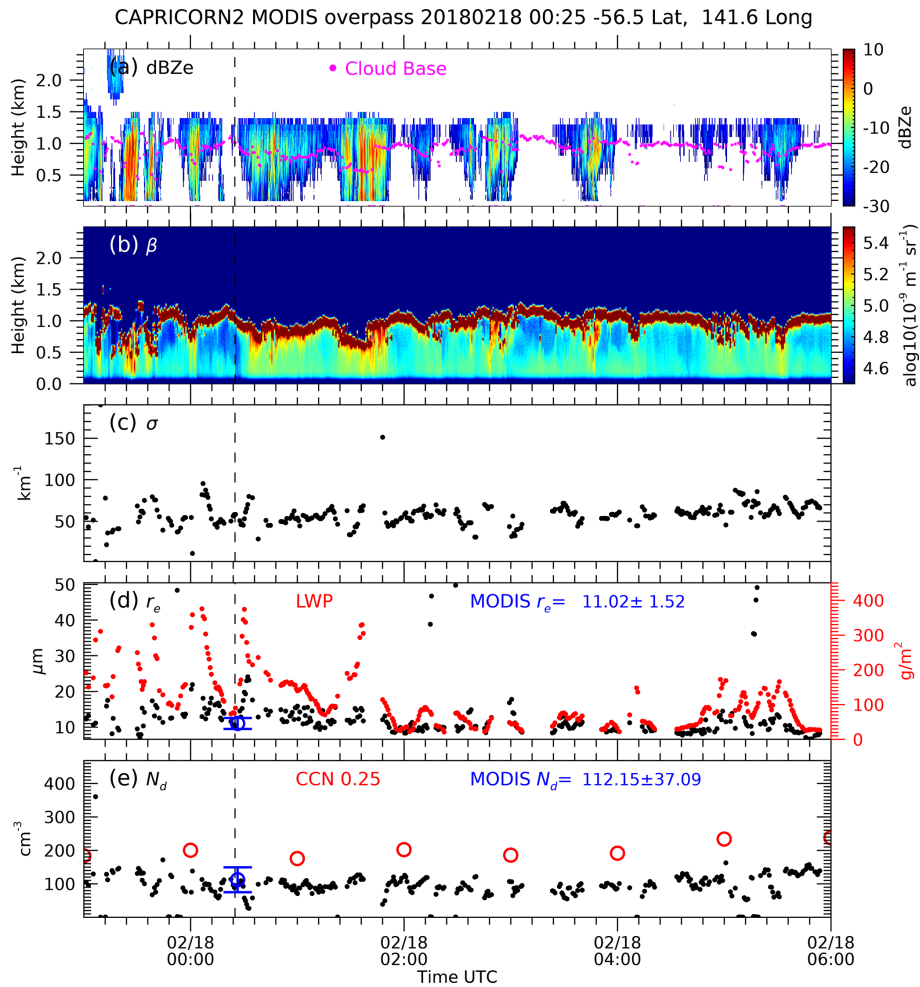 CAPRICORN2 MODIS overpass 20180218 00:25 -56.5 Lat, 141.6 Long
(a) dBZe
Cloud Base
Height (km)
2.0
1.5
1.0
0.5
10
0
-10
-20
-30
dBZe
(b) β
Height (km)
2.0
1.5
1.0
0.5
0.0
5.4
5.2
5.0
4.8
4.6
alog10(10⁻⁹ m⁻¹ sr⁻¹)
(c) σ
km⁻¹
150
100
50
(d) rₑ
LWP
MODIS rₑ= 11.02± 1.52
μm
50
40
30
20
10
400
300
200
100
0
g/m²
(e) N_d
CCN 0.25
MODIS N_d= 112.15±37.09
cm⁻³
400
300
200
100
02/18 02/18 02/18 02/18
00:00 02:00 04:00 06:00
Time UTC